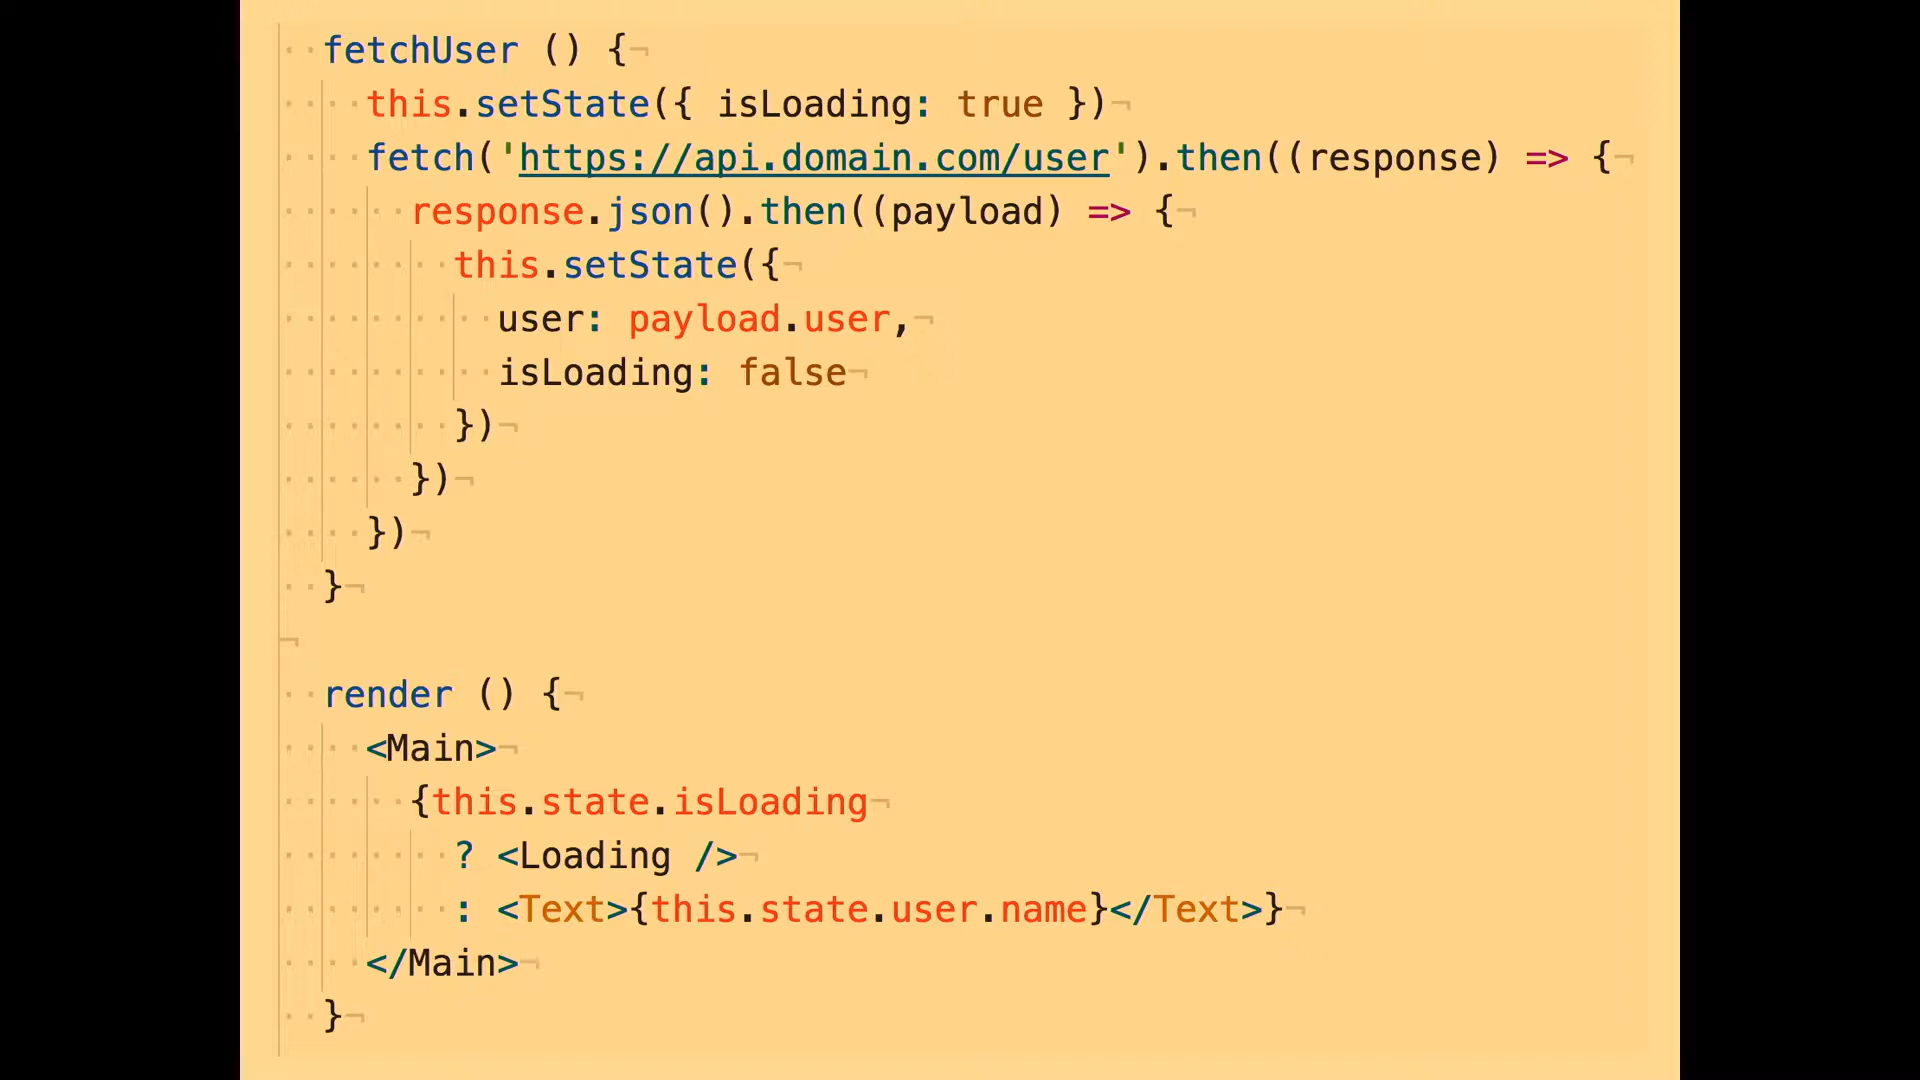 fetchUser () {¬
this.setState({ isLoading: true })¬
fetch('https://api.domain.com/user').then((response) => {¬
response.json().then((payload) => {¬
this.setState({¬
user: payload.user,¬
isLoading: false¬
})¬
})¬
})¬
}¬
¬
render () {¬
<Main>¬
{this.state.isLoading¬
? <Loading />¬
: <Text>{this.state.user.name}</Text>}¬
</Main>¬
}¬